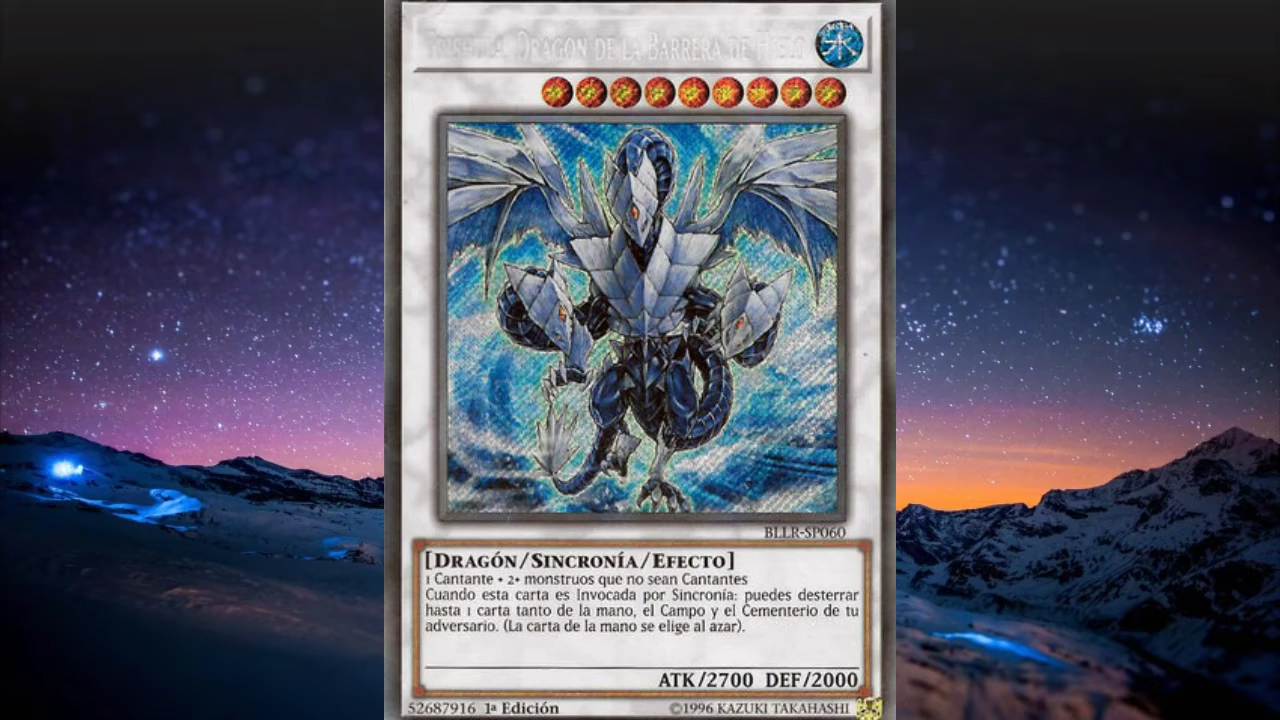 Trishula, Dragón de la Barrera de Hielo
BLLR-SP060
[Dragón/Sincronía/Efecto]
1 Cantante + 2+ monstruos que no sean Cantantes
Cuando esta carta es Invocada por Sincronía: puedes desterrar
hasta 1 carta tanto de la mano, el Campo y el Cementerio de tu
adversario. (La carta de la mano se elige al azar).
ATK/2700 DEF/2000
52687916 1ª Edición ©1996 KAZUKI TAKAHASHI